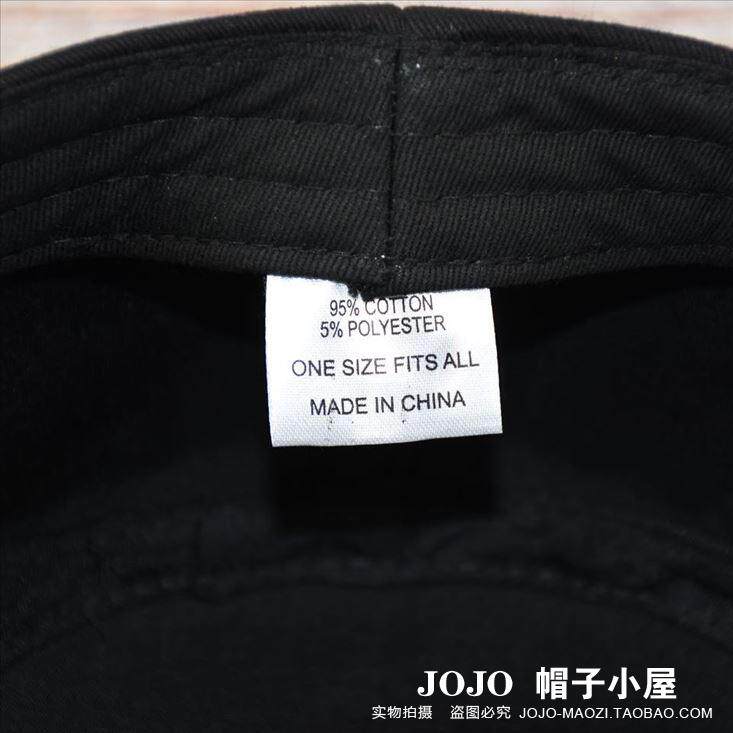 95% COTTON
5% POLYESTER
ONE SIZE FITS ALL
MADE IN CHINA
JOJO 帽子小屋
实物拍摄 盗图必究 JOJO-MAOZI.TAOBAO.COM